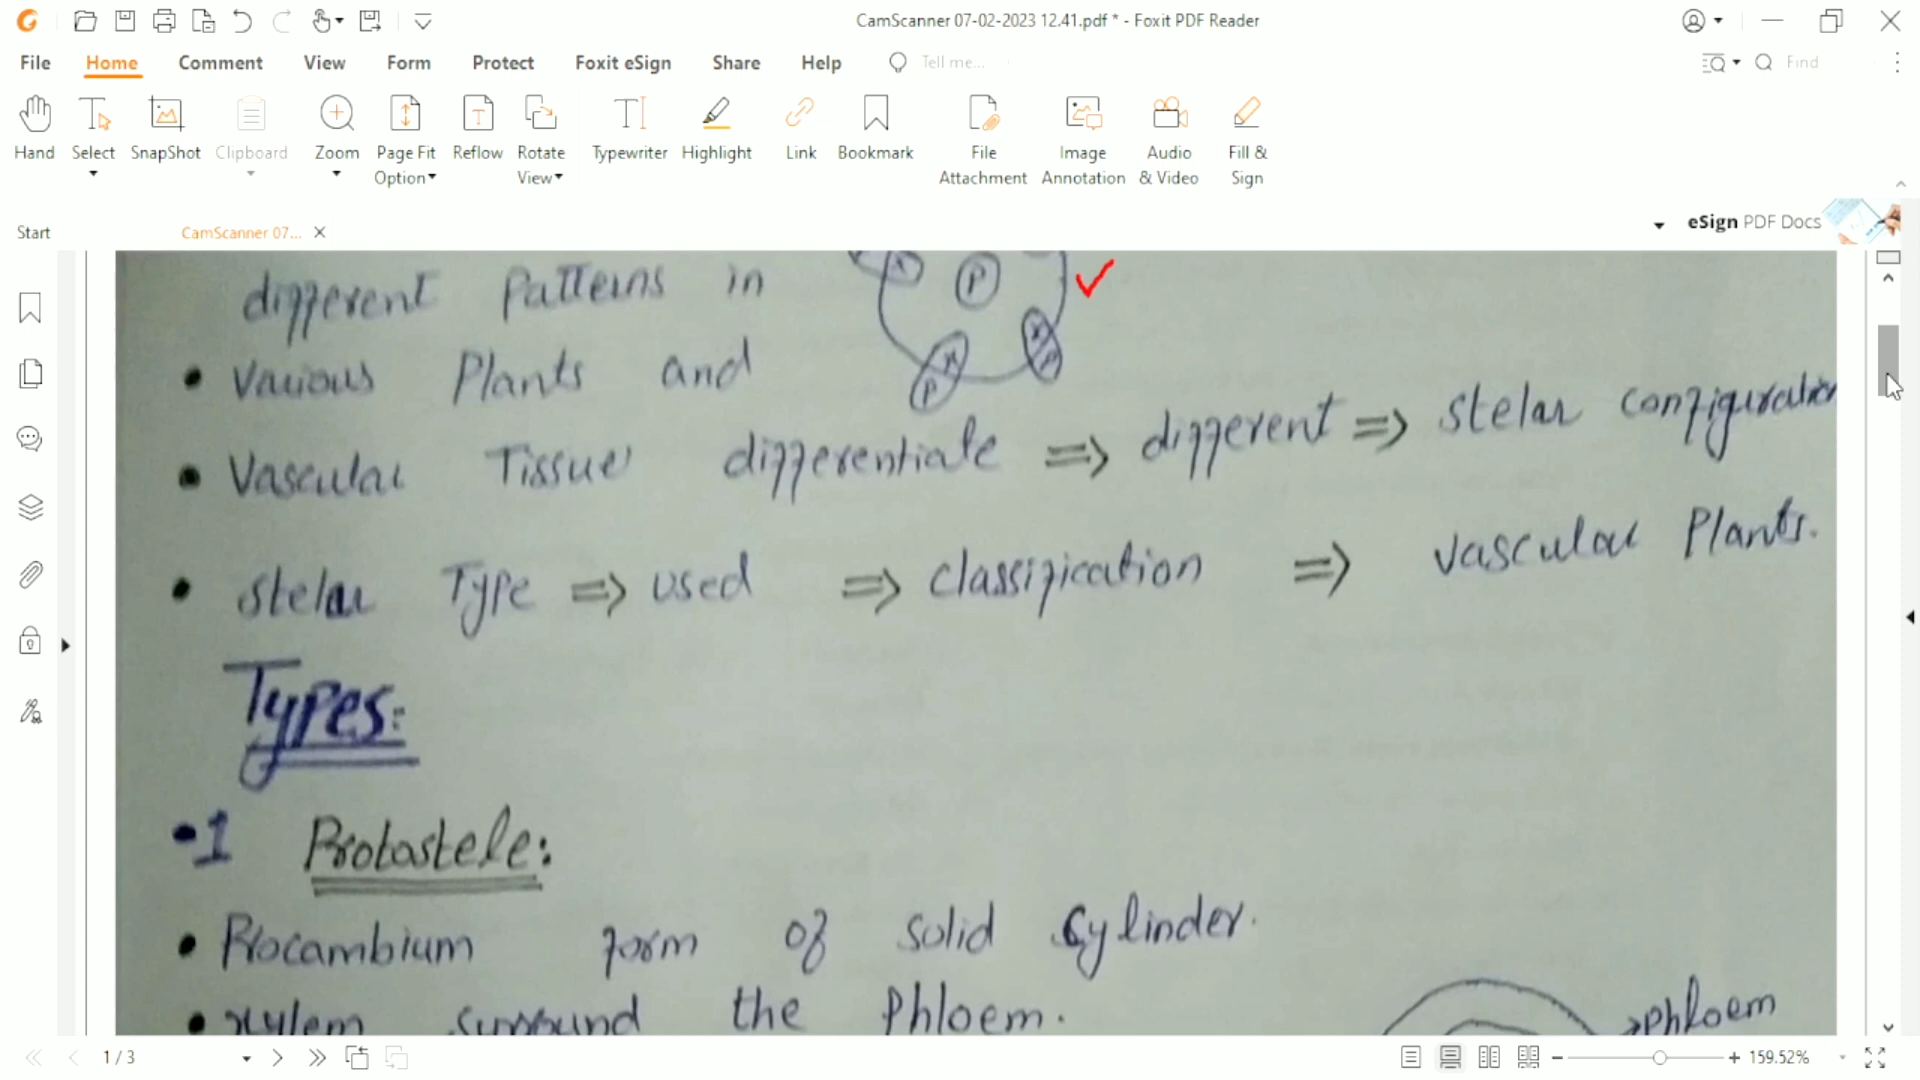 CamScanner 07-02-2023 12.41.pdf * - Foxit PDF Reader
File Home Comment View Form Protect Foxit eSign Share Help Tell me... Find
Hand Select SnapShot Clipboard Zoom Page Fit Option Reflow Rotate View Typewriter Highlight Link Bookmark File Attachment Image Annotation Audio & Video Fill & Sign
Start CamScanner 07... eSign PDF Docs
different Patterns in
P
• Various Plants and
• Vascular Tissue differentiate => different => stelar configuration
• Stelar Type => used => classification => vascular Plants.
Types:
•1 Protostele:
• Procambium form of solid cylinder.
• xylem surround the Phloem.
phloem
1 / 3 159.52%